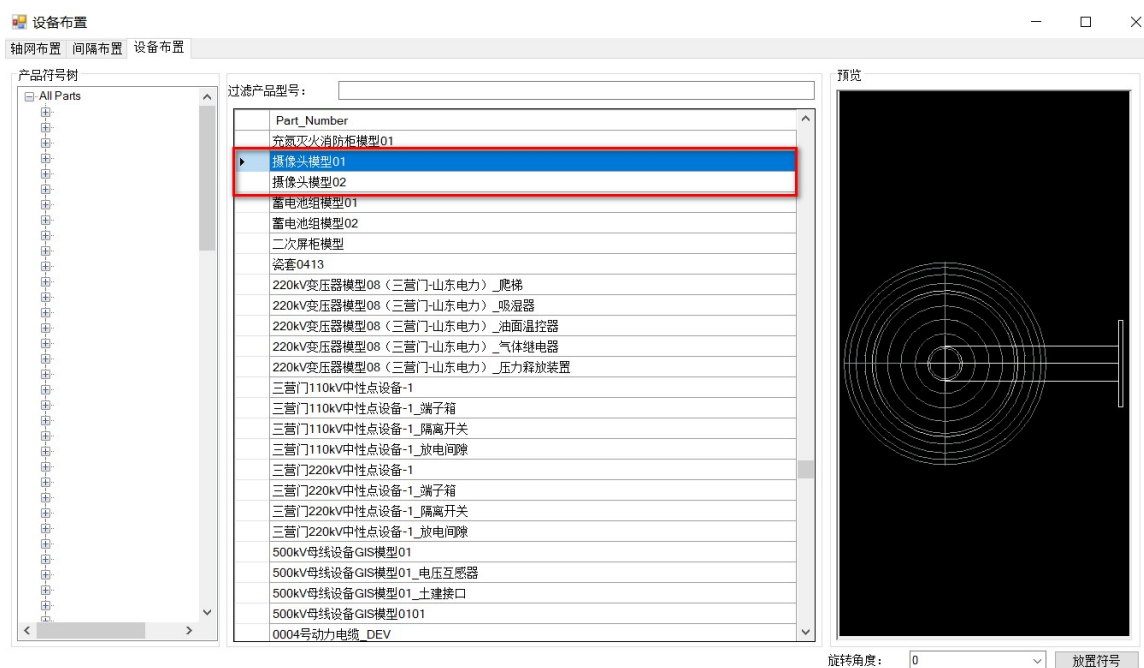 设备布置
轴网布置 间隔布置 设备布置
产品符号树
All Parts
过滤产品型号：
Part_Number
充氮灭火消防柜模型01
摄像头模型01
摄像头模型02
蓄电池组模型01
蓄电池组模型02
二次屏柜模型
瓷套0413
220kV变压器模型08（三营门-山东电力）_爬梯
220kV变压器模型08（三营门-山东电力）_吸湿器
220kV变压器模型08（三营门-山东电力）_油面温控器
220kV变压器模型08（三营门-山东电力）_气体继电器
220kV变压器模型08（三营门-山东电力）_压力释放装置
三营门110kV中性点设备-1
三营门110kV中性点设备-1_端子箱
三营门110kV中性点设备-1_隔离开关
三营门110kV中性点设备-1_放电间隙
三营门220kV中性点设备-1
三营门220kV中性点设备-1_端子箱
三营门220kV中性点设备-1_隔离开关
三营门220kV中性点设备-1_放电间隙
500kV母线设备GIS模型01
500kV母线设备GIS模型01_电压互感器
500kV母线设备GIS模型01_土建接口
500kV母线设备GIS模型0101
0004号动力电缆_DEV
预览
旋转角度： 0 放置符号